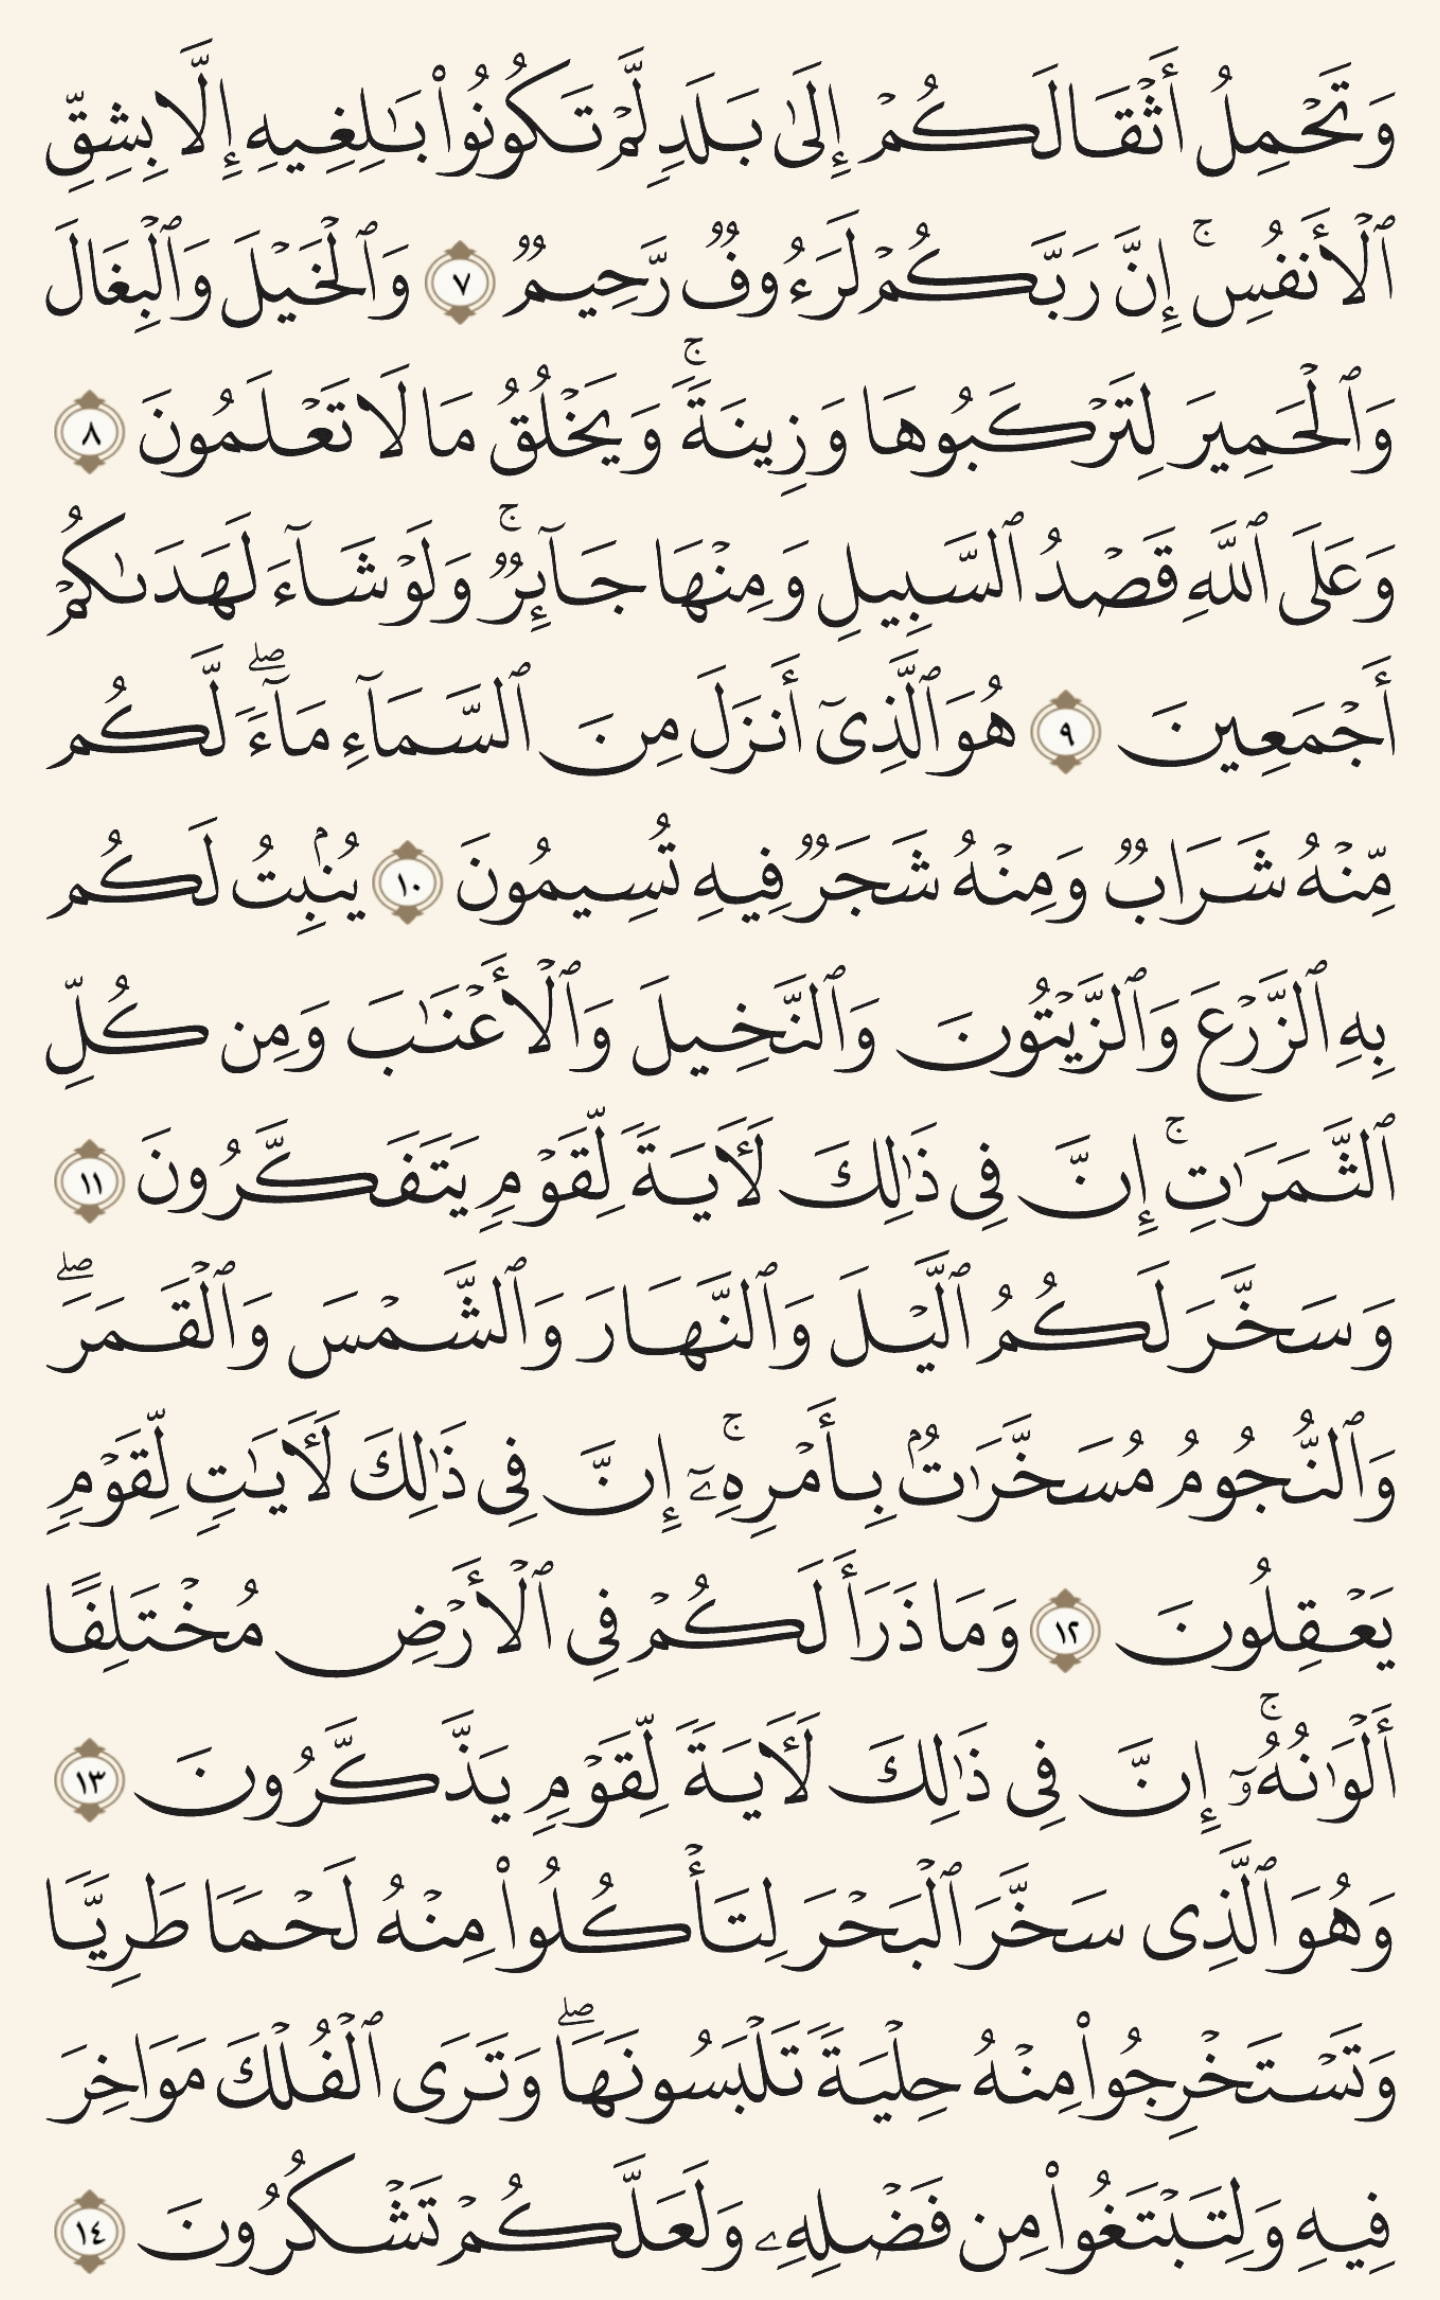 وَتَحۡمِلُ أَثۡقَالَكُمۡ إِلَىٰ بَلَدٖ لَّمۡ تَكُونُواْ بَٰلِغِيهِ إِلَّا بِشِقِّ
ٱلۡأَنفُسِۚ إِنَّ رَبَّكُمۡ لَرَءُوفٞ رَّحِيمٞ ٧ وَٱلۡخَيۡلَ وَٱلۡبِغَالَ
وَٱلۡحَمِيرَ لِتَرۡكَبُوهَا وَزِينَةٗۚ وَيَخۡلُقُ مَا لَا تَعۡلَمُونَ ٨
وَعَلَى ٱللَّهِ قَصۡدُ ٱلسَّبِيلِ وَمِنۡهَا جَآئِرٞۚ وَلَوۡ شَآءَ لَهَدَىٰكُمۡ
أَجۡمَعِينَ ٩ هُوَ ٱلَّذِيٓ أَنزَلَ مِنَ ٱلسَّمَآءِ مَآءٗۖ لَّكُم
مِّنۡهُ شَرَابٞ وَمِنۡهُ شَجَرٞ فِيهِ تُسِيمُونَ ١٠ يُنۢبِتُ لَكُم
بِهِ ٱلزَّرۡعَ وَٱلزَّيۡتُونَ وَٱلنَّخِيلَ وَٱلۡأَعۡنَٰبَ وَمِن كُلِّ
ٱلثَّمَرَٰتِۚ إِنَّ فِي ذَٰلِكَ لَأٓيَةٗ لِّقَوۡمٖ يَتَفَكَّرُونَ ١١
وَسَخَّرَ لَكُمُ ٱلَّيۡلَ وَٱلنَّهَارَ وَٱلشَّمۡسَ وَٱلۡقَمَرَۖ
وَٱلنُّجُومُ مُسَخَّرَٰتُۢ بِأَمۡرِهِۦٓۚ إِنَّ فِي ذَٰلِكَ لَأٓيَٰتٖ لِّقَوۡمٖ
يَعۡقِلُونَ ١٢ وَمَا ذَرَأَ لَكُمۡ فِي ٱلۡأَرۡضِ مُخۡتَلِفًا
أَلۡوَٰنُهُۥٓۚ إِنَّ فِي ذَٰلِكَ لَأٓيَةٗ لِّقَوۡمٖ يَذَّكَّرُونَ ١٣
وَهُوَ ٱلَّذِي سَخَّرَ ٱلۡبَحۡرَ لِتَأۡكُلُواْ مِنۡهُ لَحۡمٗا طَرِيّٗا
وَتَسۡتَخۡرِجُواْ مِنۡهُ حِلۡيَةٗ تَلۡبَسُونَهَاۖ وَتَرَى ٱلۡفُلۡكَ مَوَاخِرَ
فِيهِ وَلِتَبۡتَغُواْ مِن فَضۡلِهِۦ وَلَعَلَّكُمۡ تَشۡكُرُونَ ١٤